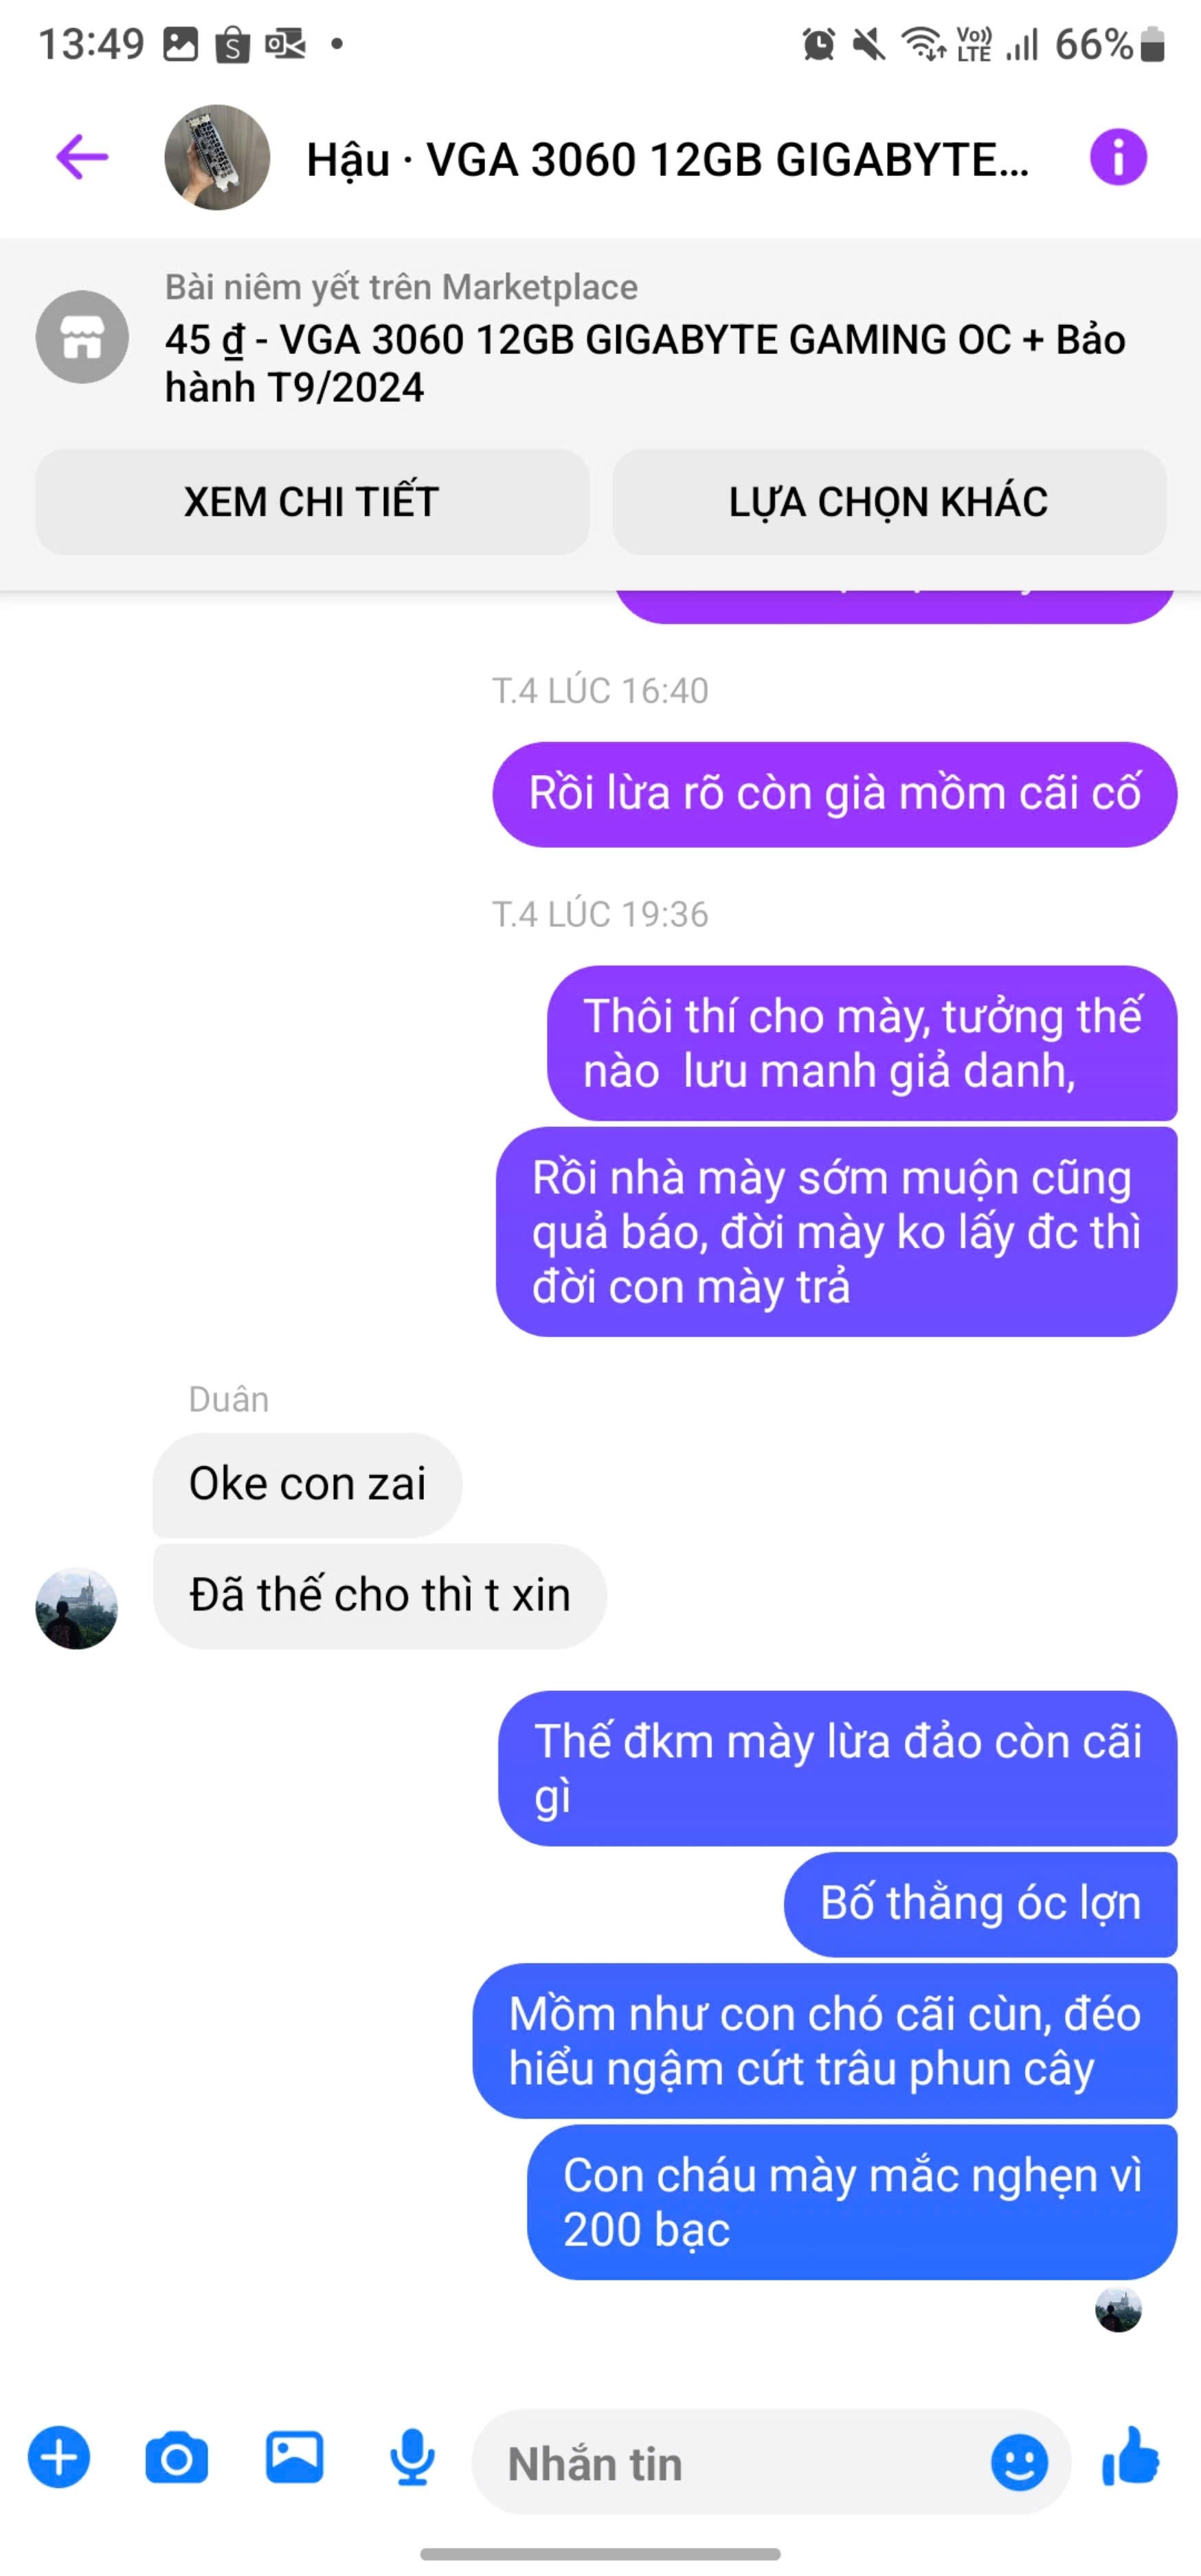 13:49
Vo)) LTE 66%
Hậu · VGA 3060 12GB GIGABYTE...
Bài niêm yết trên Marketplace
45 ₫ - VGA 3060 12GB GIGABYTE GAMING OC + Bảo
hành T9/2024
XEM CHI TIẾT
LỰA CHỌN KHÁC
T.4 LÚC 16:40
Rồi lừa rõ còn già mồm cãi cố
T.4 LÚC 19:36
Thôi thí cho mày, tưởng thế
nào  lưu manh giả danh,
Rồi nhà mày sớm muộn cũng
quả báo, đời mày ko lấy đc thì
đời con mày trả
Duân
Oke con zai
Đã thế cho thì t xin
Thế đkm mày lừa đảo còn cãi
gì
Bố thằng óc lợn
Mồm như con chó cãi cùn, đéo
hiểu ngậm cứt trâu phun cây
Con cháu mày mắc nghẹn vì
200 bạc
Nhắn tin